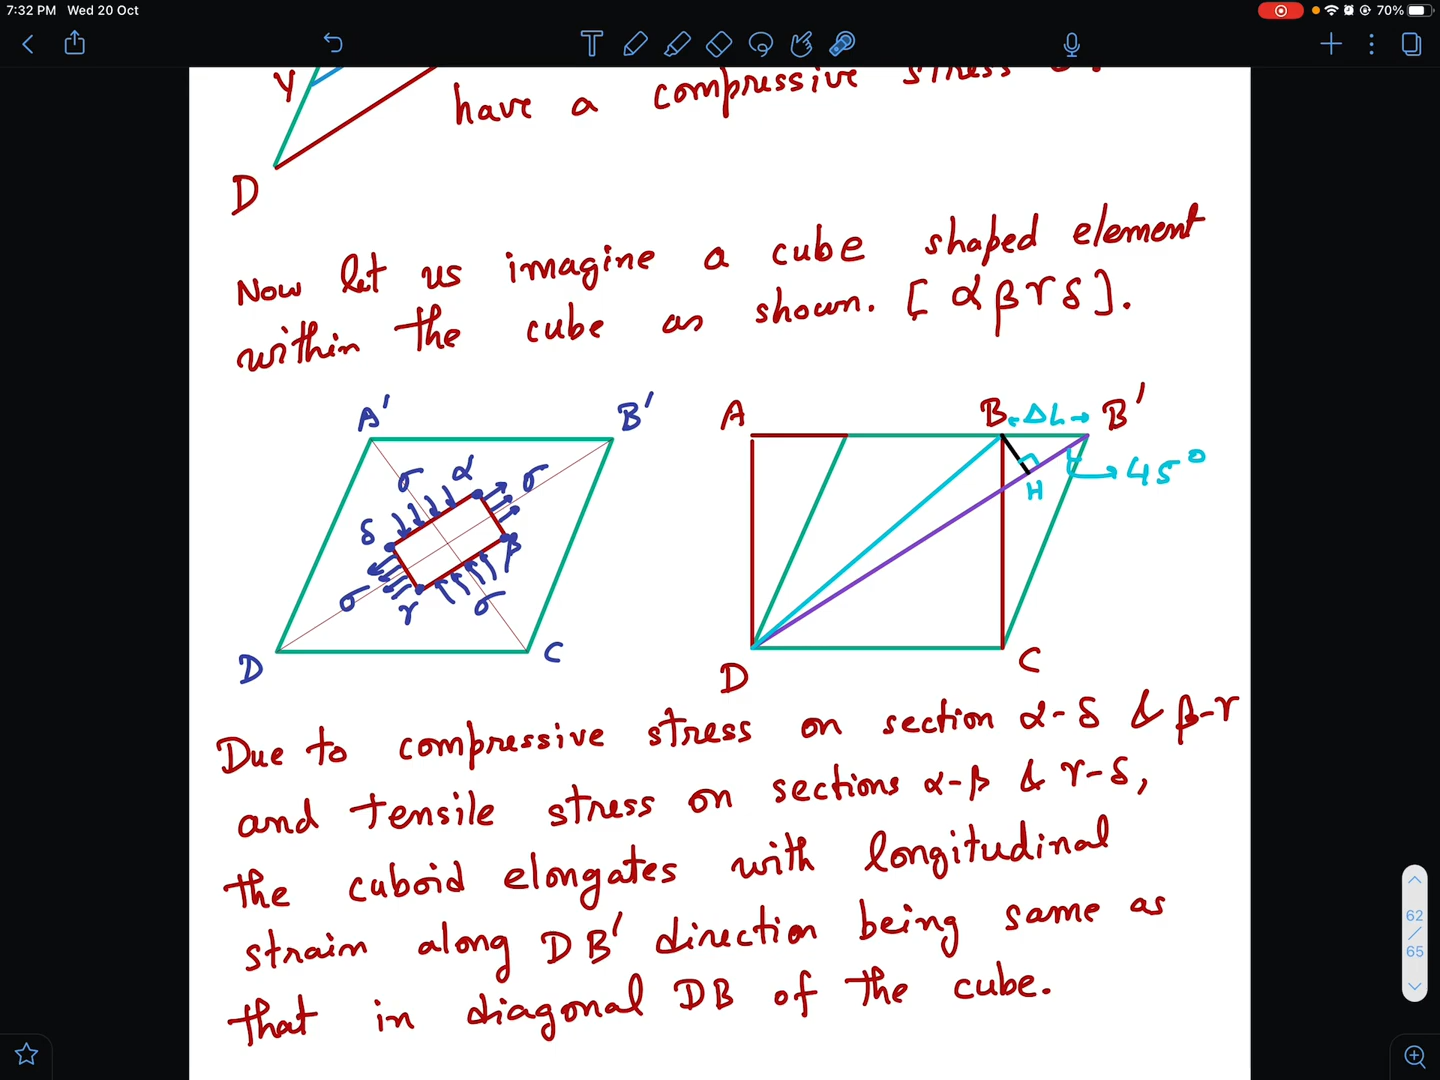 7:32 PM Wed 20 Oct
70%
T
Y
have a compressive stress
D
Now let us imagine a cube shaped element
within the cube as shown. [αβγδ].
A' B'
σ α σ
δ β
σ γ σ
D C
A B ΔL B'
H 45°
D C
Due to compressive stress on section α-δ & β-γ
and tensile stress on sections α-β & γ-δ,
the cuboid elongates with longitudinal
strain along DB' direction being same as
that in diagonal DB of the cube.
62
/
65